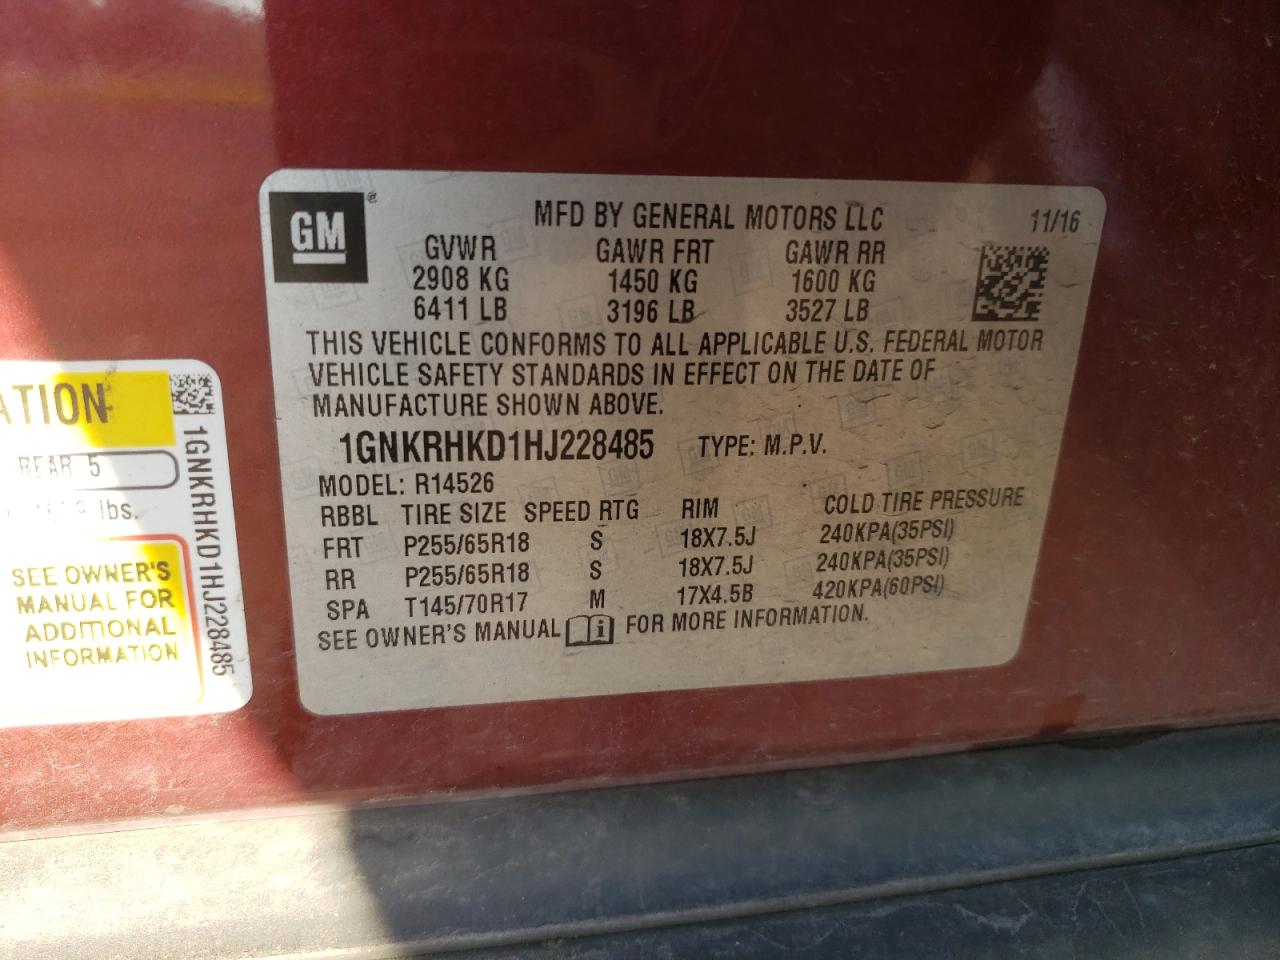 GM ®
MFD BY GENERAL MOTORS LLC 11/16
GVWR GAWR FRT GAWR RR
2908 KG 1450 KG 1600 KG
6411 LB 3196 LB 3527 LB
THIS VEHICLE CONFORMS TO ALL APPLICABLE U.S. FEDERAL MOTOR
VEHICLE SAFETY STANDARDS IN EFFECT ON THE DATE OF
MANUFACTURE SHOWN ABOVE.
1GNKRHKD1HJ228485 TYPE: M.P.V.
MODEL: R14526
RBBL TIRE SIZE SPEED RTG RIM COLD TIRE PRESSURE
FRT P255/65R18 S 18X7.5J 240KPA(35PSI)
RR P255/65R18 S 18X7.5J 240KPA(35PSI)
SPA T145/70R17 M 17X4.5B 420KPA(60PSI)
SEE OWNER'S MANUAL FOR MORE INFORMATION.
ATION
REAR 5
lbs.
SEE OWNER'S
MANUAL FOR
ADDITIONAL
INFORMATION
1GNKRHKD1HJ228485